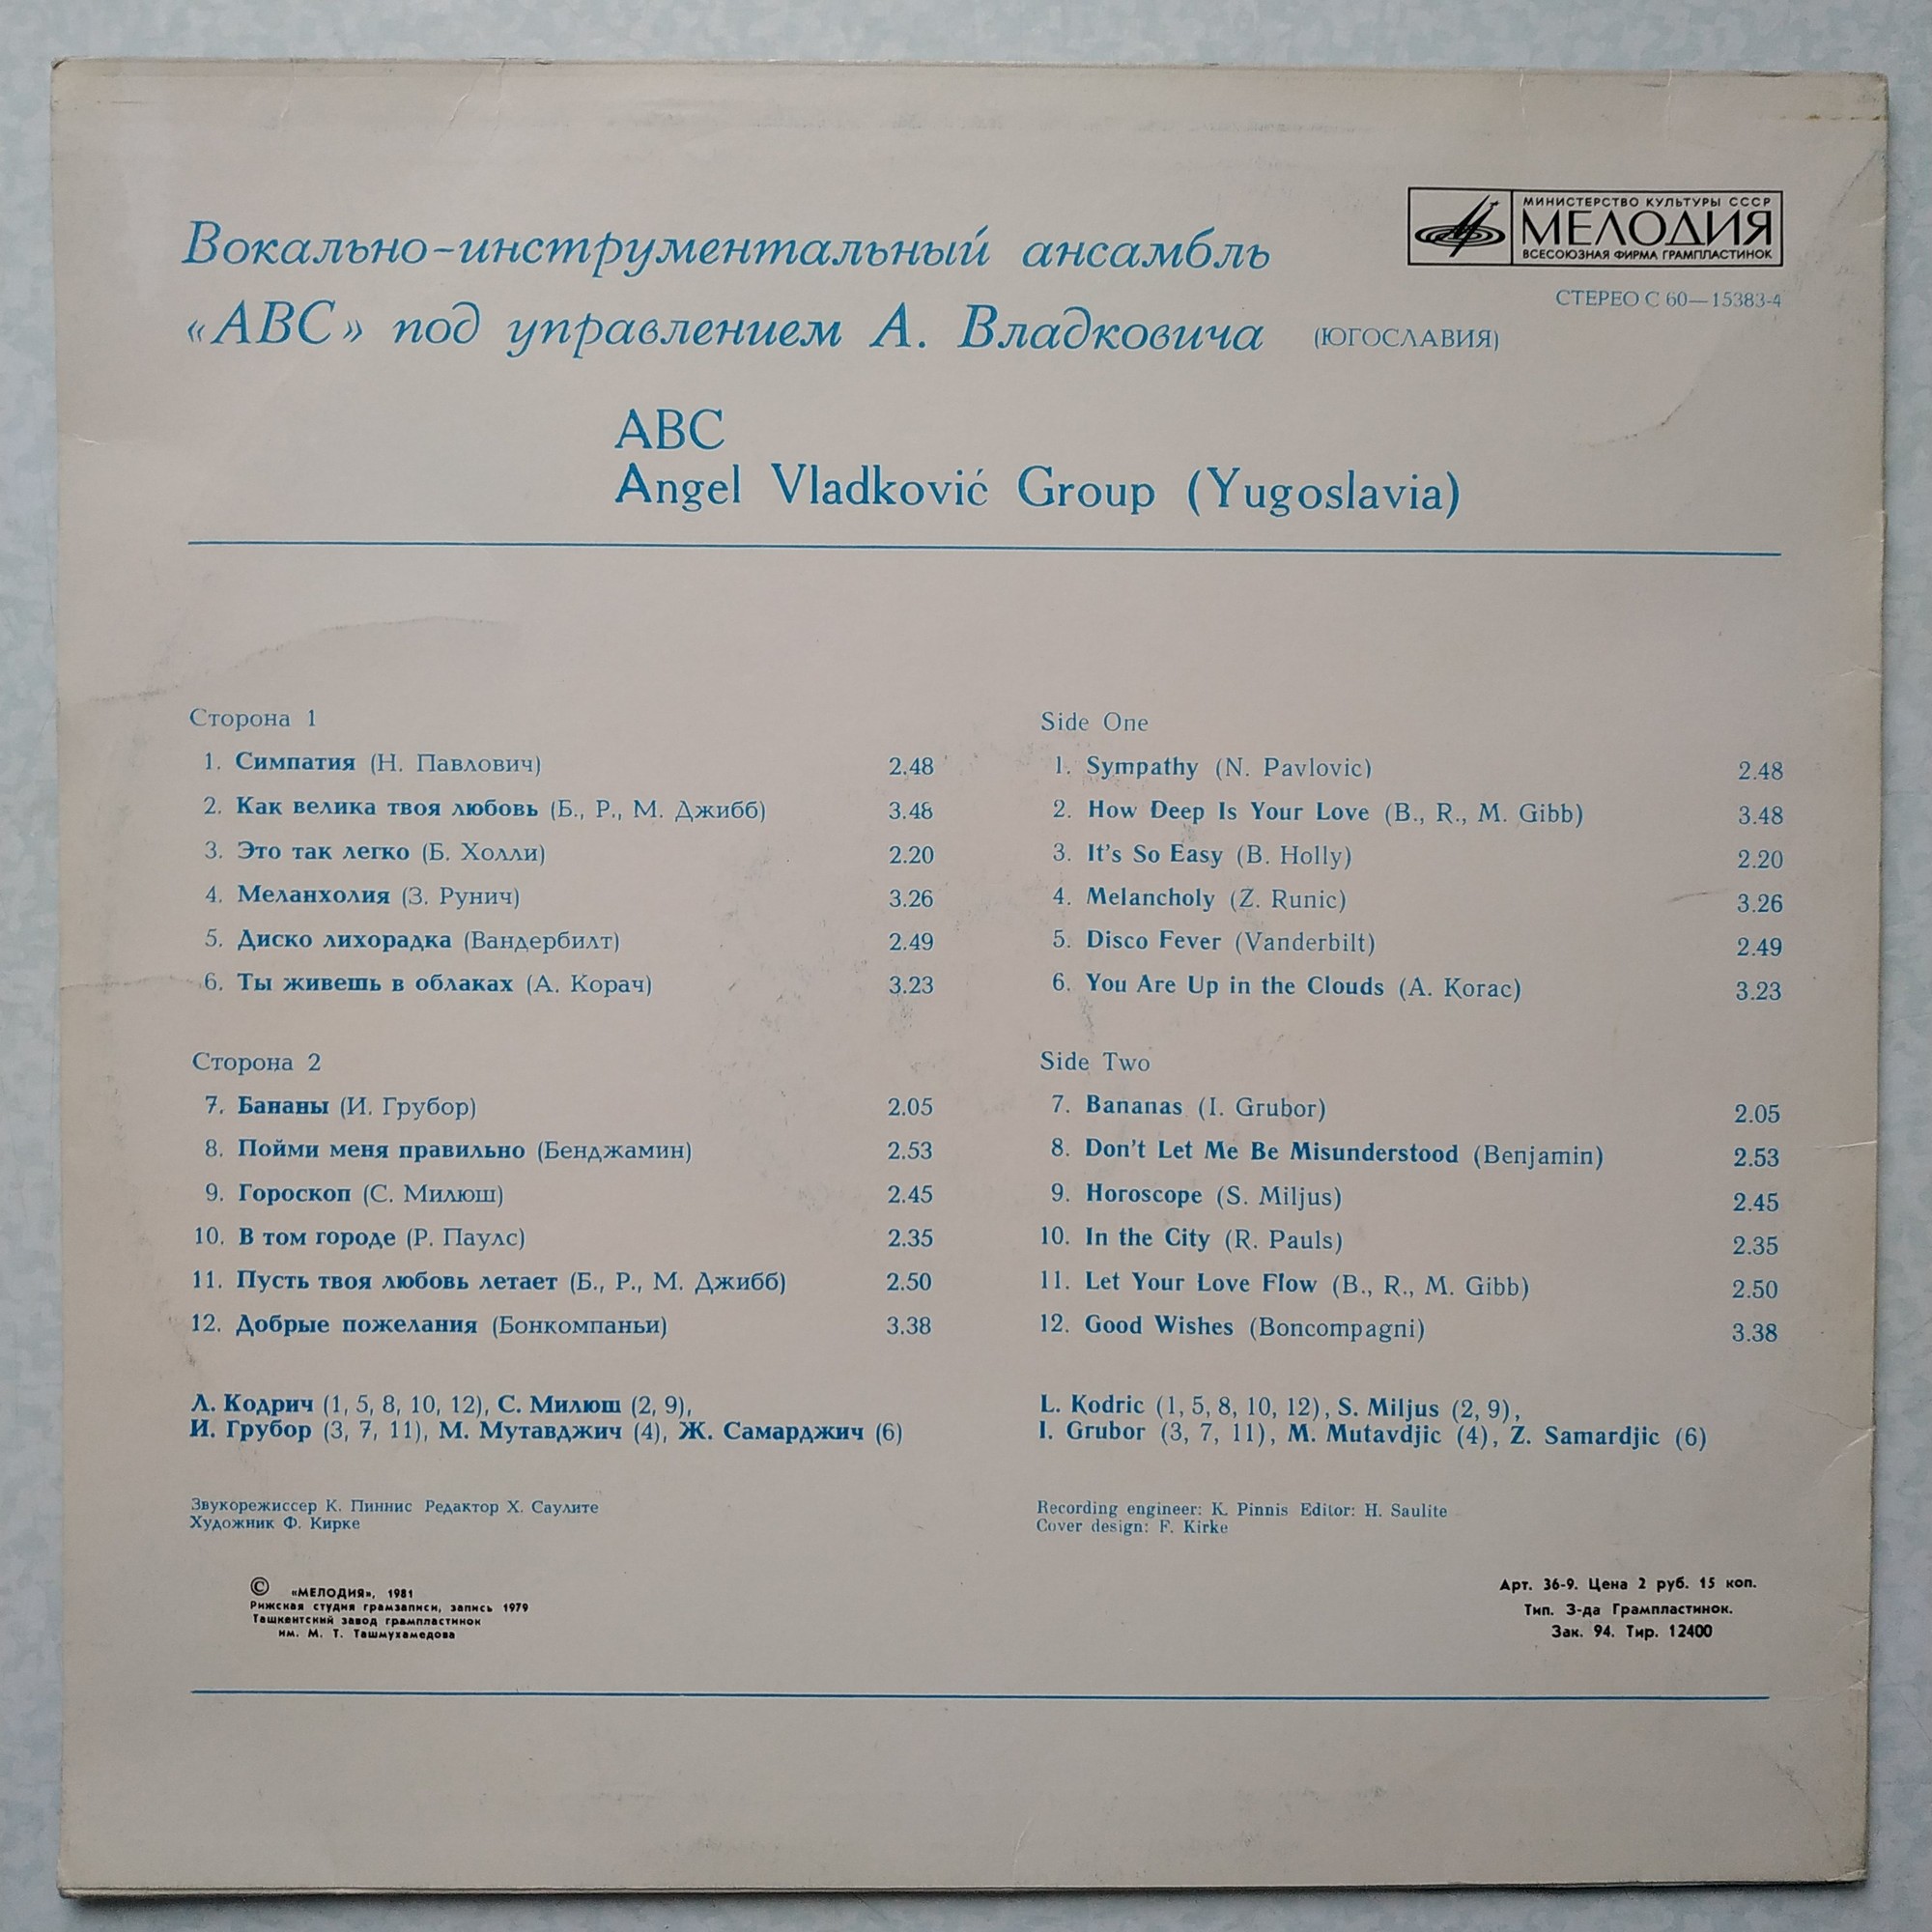 МИНИСТЕРСТВО КУЛЬТУРЫ СССР
МЕЛОДИЯ
ВСЕСОЮЗНАЯ ФИРМА ГРАМПЛАСТИНОК
СТЕРЕО С 60—15383-4
Вокально-инструментальный ансамбль
«АВС» под управлением А. Владковича (ЮГОСЛАВИЯ)
ABC
Angel Vladković Group (Yugoslavia)
Сторона 1
1. Симпатия (Н. Павлович) 2.48
2. Как велика твоя любовь (Б., Р., М. Джибб) 3.48
3. Это так легко (Б. Холли) 2.20
4. Меланхолия (З. Рунич) 3.26
5. Диско лихорадка (Вандербилт) 2.49
6. Ты живешь в облаках (А. Корач) 3.23
Сторона 2
7. Бананы (И. Грубор) 2.05
8. Пойми меня правильно (Бенджамин) 2.53
9. Гороскоп (С. Милюш) 2.45
10. В том городе (Р. Паулс) 2.35
11. Пусть твоя любовь летает (Б., Р., М. Джибб) 2.50
12. Добрые пожелания (Бонкомпаньи) 3.38
Л. Кодрич (1, 5, 8, 10, 12), С. Милюш (2, 9),
И. Грубор (3, 7, 11), М. Мутавджич (4), Ж. Самарджич (6)
Звукорежиссер К. Пиннис Редактор Х. Саулите
Художник Ф. Кирке
Side One
1. Sympathy (N. Pavlovic) 2.48
2. How Deep Is Your Love (B., R., M. Gibb) 3.48
3. It's So Easy (B. Holly) 2.20
4. Melancholy (Z. Runic) 3.26
5. Disco Fever (Vanderbilt) 2.49
6. You Are Up in the Clouds (A. Korac) 3.23
Side Two
7. Bananas (I. Grubor) 2.05
8. Don't Let Me Be Misunderstood (Benjamin) 2.53
9. Horoscope (S. Miljus) 2.45
10. In the City (R. Pauls) 2.35
11. Let Your Love Flow (B., R., M. Gibb) 2.50
12. Good Wishes (Boncompagni) 3.38
L. Kodric (1, 5, 8, 10, 12), S. Miljus (2, 9),
I. Grubor (3, 7, 11), M. Mutavdjic (4), Z. Samardjic (6)
Recording engineer: K. Pinnis Editor: H. Saulite
Cover design: F. Kirke
© «МЕЛОДИЯ», 1981
Рижская студия грамзаписи, запись 1979
Ташкентский завод грампластинок
им. М. Т. Ташмухамедова
Арт. 36-9. Цена 2 руб. 15 коп.
Тип. З-да Грампластинок.
Зак. 94. Тир. 12400